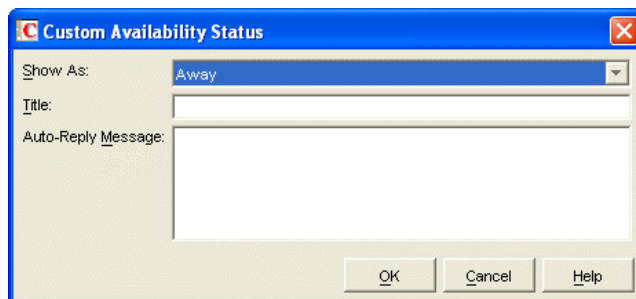 C Custom Availability Status
Show As:
Away
Title:
Auto-Reply Message:
OK Cancel Help